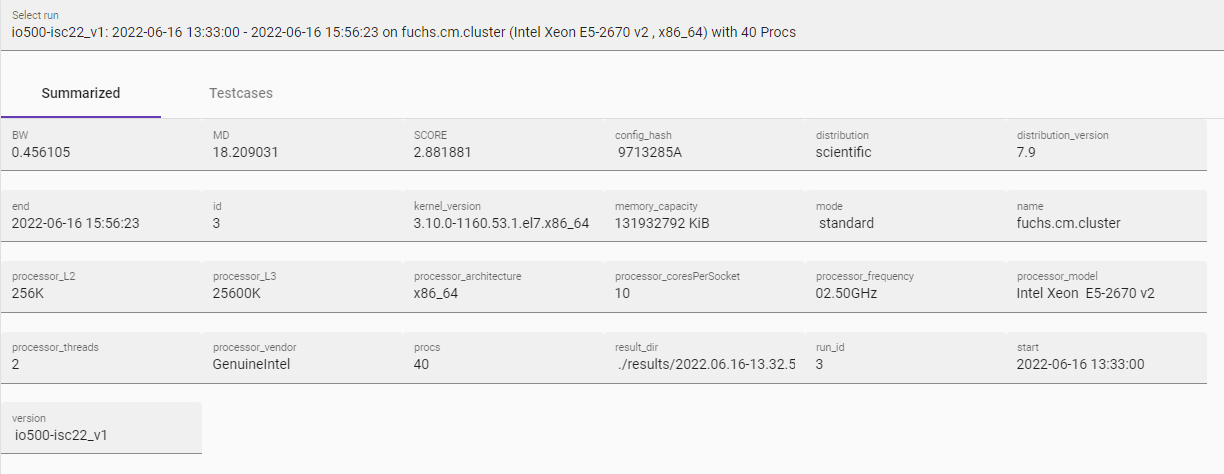 Select run
io500-isc22_v1: 2022-06-16 13:33:00 - 2022-06-16 15:56:23 on fuchs.cm.cluster (Intel Xeon E5-2670 v2 , x86_64) with 40 Procs
Summarized Testcases
BW MD SCORE config_hash distribution distribution_version
0.456105 18.209031 2.881881 9713285A scientific 7.9
end id kernel_version memory_capacity mode name
2022-06-16 15:56:23 3 3.10.0-1160.53.1.el7.x86_64 131932792 KiB standard fuchs.cm.cluster
processor_L2 processor_L3 processor_architecture processor_coresPerSocket processor_frequency processor_model
256K 25600K x86_64 10 02.50GHz Intel Xeon E5-2670 v2
processor_threads processor_vendor procs result_dir run_id start
2 GenuineIntel 40 ./results/2022.06.16-13.32.5 3 2022-06-16 13:33:00
version
io500-isc22_v1